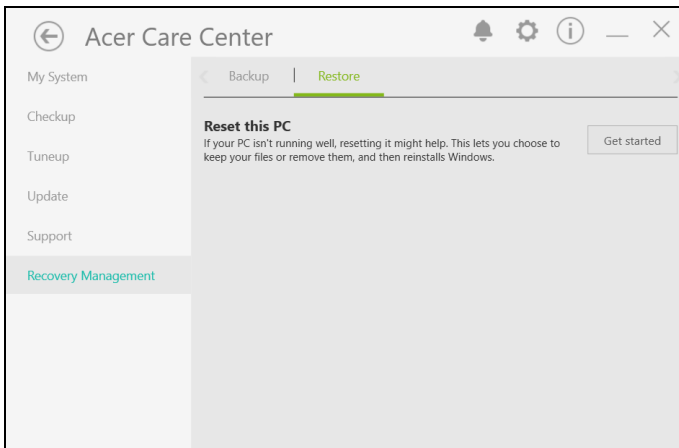 Acer Care Center
My System
Checkup
Tuneup
Update
Support
Recovery Management
Backup | Restore
Reset this PC
If your PC isn't running well, resetting it might help. This lets you choose to
keep your files or remove them, and then reinstalls Windows.
Get started